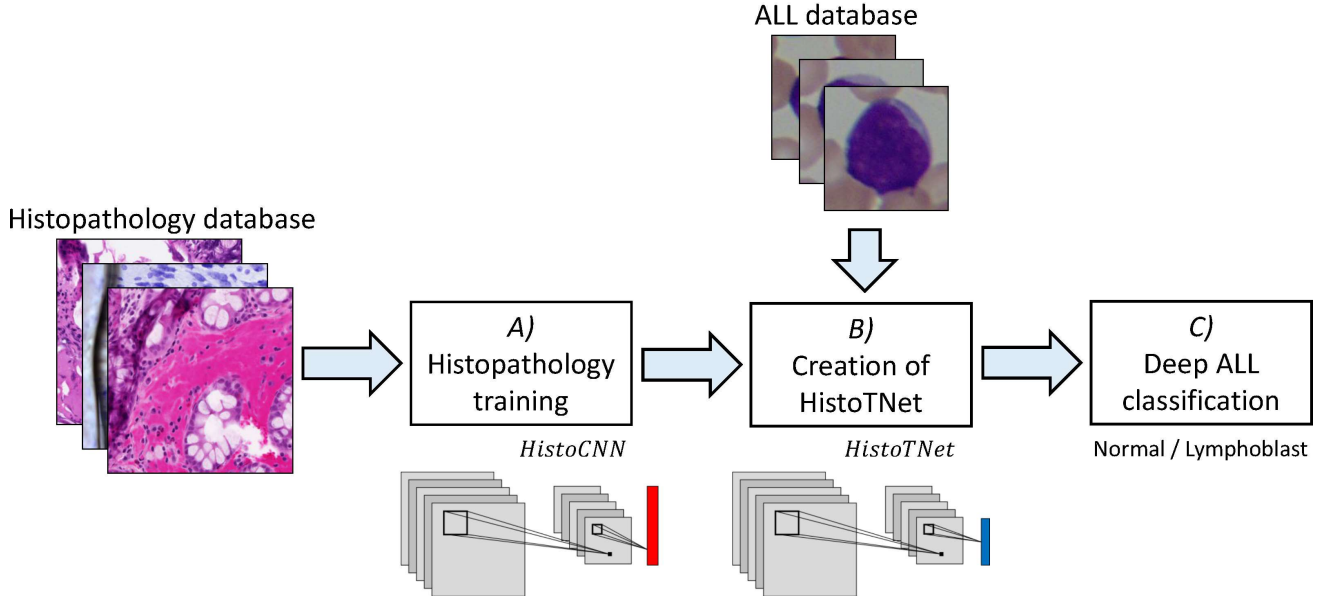 ALL database
Histopathology database
A)
Histopathology
training
HistoCNN
B)
Creation of
HistoTNet
HistoTNet
C)
Deep ALL
classification
Normal / Lymphoblast